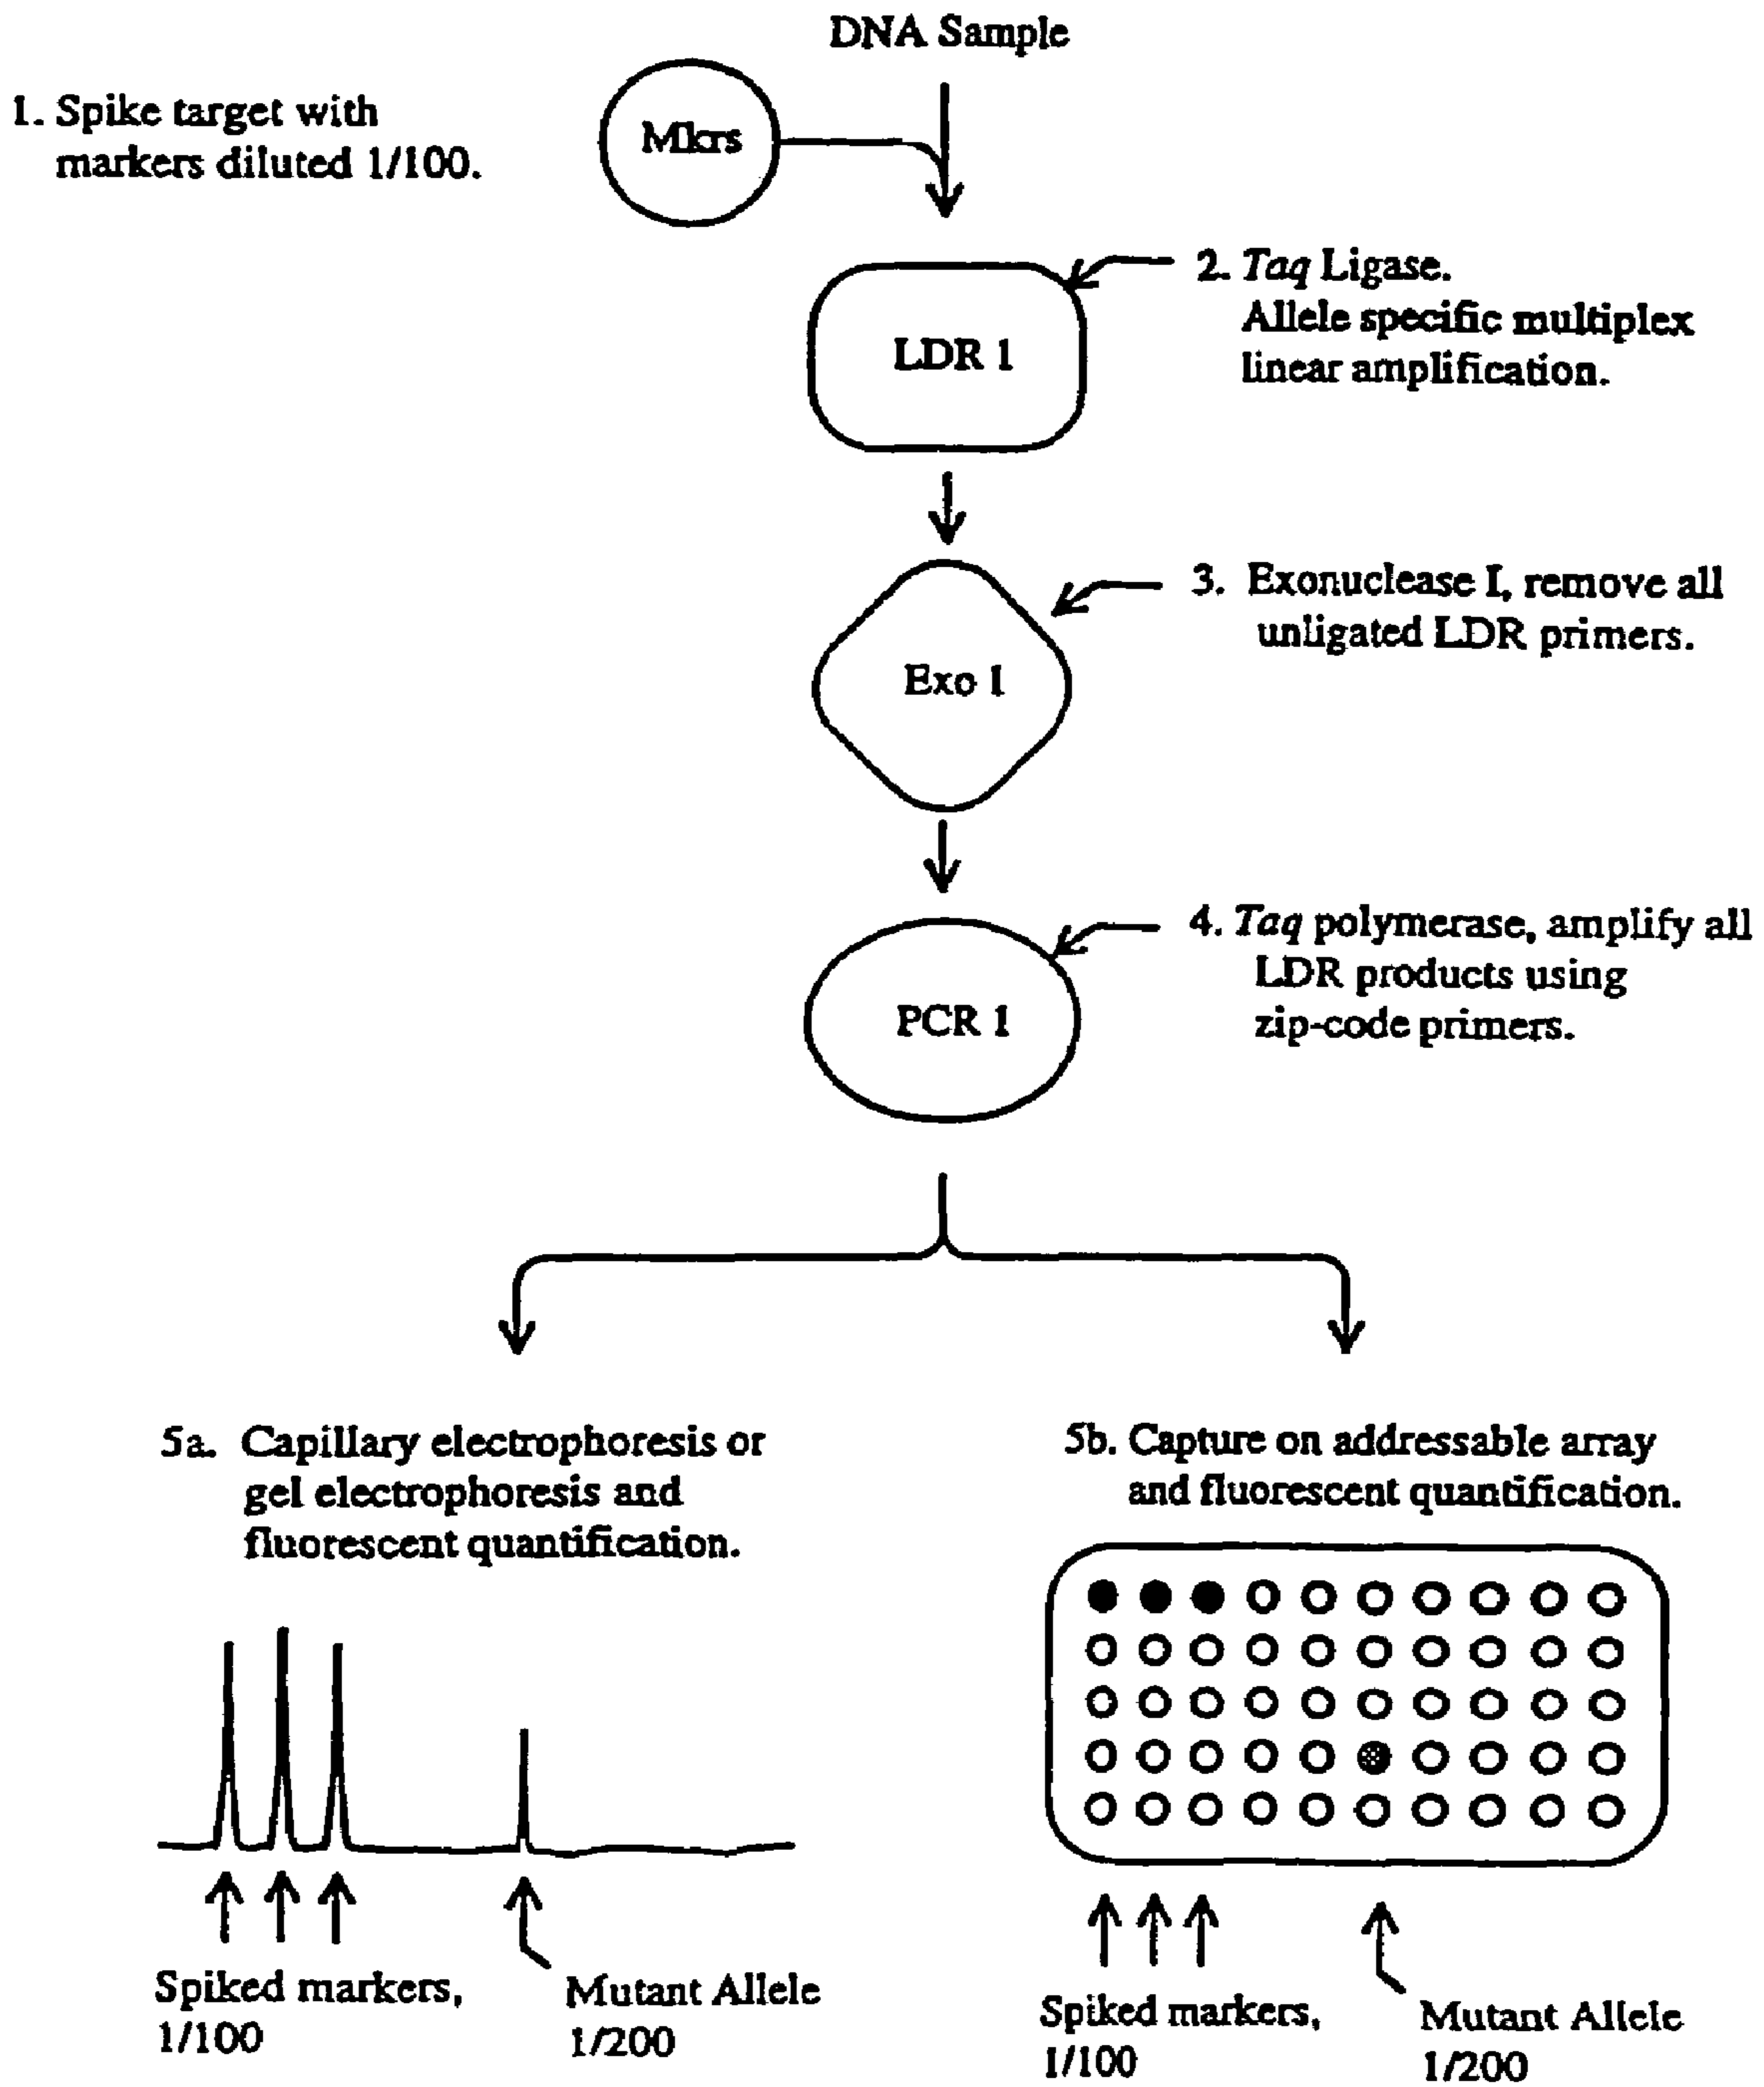 DNA Sample
1. Spike target with
markers diluted 1/100.
Mkrs
2. Taq Ligase.
Allele specific multiplex
linear amplification.
LDR 1
3. Exonuclease I, remove all
unligated LDR primers.
Exo I
4. Taq polymerase, amplify all
LDR products using
zip-code primers.
PCR 1
5a. Capillary electrophoresis or
gel electrophoresis and
fluorescent quantification.
5b. Capture on addressable array
and fluorescent quantification.
Spiked markers,
1/100
Mutant Allele
1/200
Spiked markers,
1/100
Mutant Allele
1/200